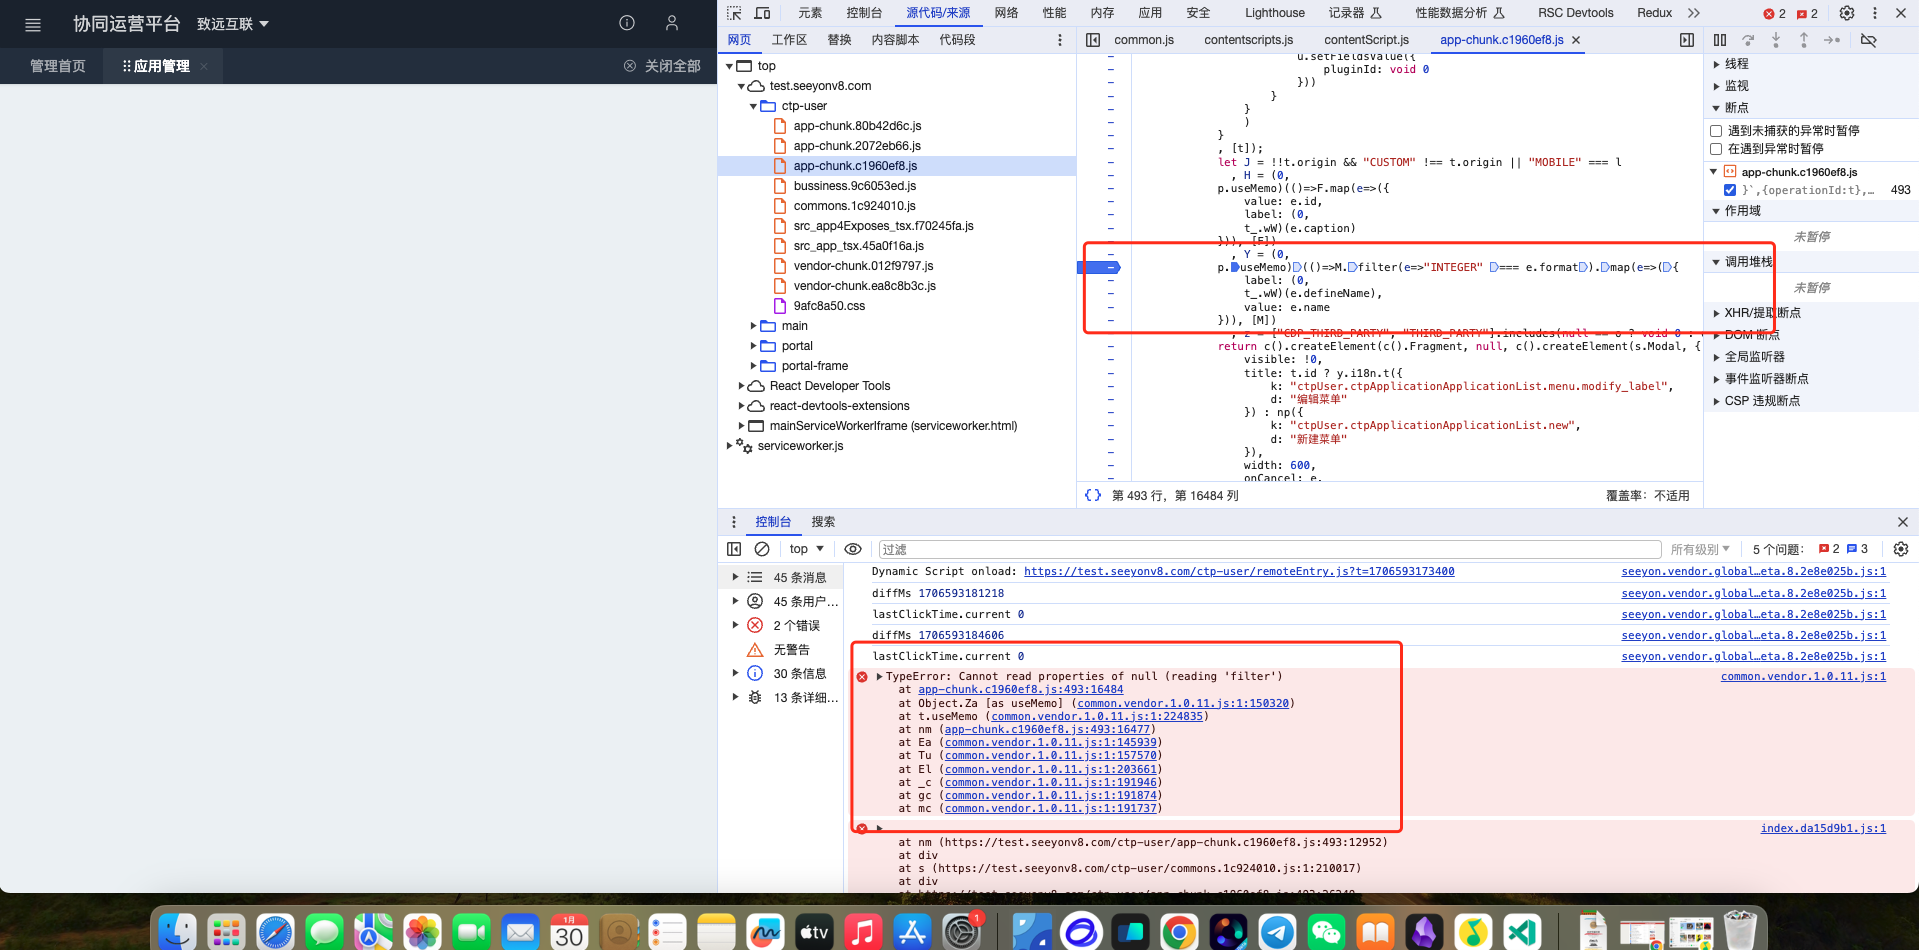 协同运营平台
致远互联
管理首页
应用管理
关闭全部
元素
控制台
源代码/来源
网络
性能
内存
应用
安全
Lighthouse
记录器
性能数据分析
RSC Devtools
Redux
2
2
网页
工作区
替换
内容脚本
代码段
common.js
contentscripts.js
contentScript.js
app-chunk.c1960ef8.js
top
test.seeyonv8.com
ctp-user
app-chunk.80b42d6c.js
app-chunk.2072eb66.js
app-chunk.c1960ef8.js
bussiness.9c6053ed.js
commons.1c924010.js
src_app4Exposes_tsx.f70245fa.js
src_app_tsx.45a0f16a.js
vendor-chunk.012f9797.js
vendor-chunk.ea8c8b3c.js
9afc8a50.css
main
portal
portal-frame
React Developer Tools
react-devtools-extensions
mainServiceWorkerIframe (serviceworker.html)
serviceworker.js
u.setFieldsValue({
pluginId: void 0
}))
}
}
)
}
, [t]);
let J = !!t.origin && "CUSTOM" !== t.origin || "MOBILE" === l
, H = (0,
p.useMemo)(()=>F.map(e=>({
value: e.id,
label: (0,
t_.wW)(e.caption)
})), [F])
, Y = (0,
p.useMemo)(()=>M.filter(e=>"INTEGER" === e.format).map(e=>({
label: (0,
t_.wW)(e.defineName),
value: e.name
})), [M])
, z = ["CDP_THIRD_PARTY", "THIRD_PARTY"].includes(null == o ? void 0 :
return c().createElement(c().Fragment, null, c().createElement(s.Modal, {
visible: !0,
title: t.id ? y.i18n.t({
k: "ctpUser.ctpApplicationApplicationList.menu.modify_label",
d: "编辑菜单"
}) : np({
k: "ctpUser.ctpApplicationApplicationList.new",
d: "新建菜单"
}),
width: 600,
onCancel: e,
第 493 行，第 16484 列
覆盖率：不适用
线程
监视
断点
遇到未捕获的异常时暂停
在遇到异常时暂停
app-chunk.c1960ef8.js
}`,{operationId:t},…
493
作用域
未暂停
调用堆栈
未暂停
XHR/提取断点
DOM 断点
全局监听器
事件监听器断点
CSP 违规断点
控制台
搜索
top
过滤
所有级别
5 个问题：
2
3
45 条消息
45 条用户…
2 个错误
无警告
30 条信息
13 条详细…
Dynamic Script onload: https://test.seeyonv8.com/ctp-user/remoteEntry.js?t=1706593173400
seeyon.vendor.global…eta.8.2e8e025b.js:1
diffMs 1706593181218
seeyon.vendor.global…eta.8.2e8e025b.js:1
lastClickTime.current 0
seeyon.vendor.global…eta.8.2e8e025b.js:1
diffMs 1706593184606
seeyon.vendor.global…eta.8.2e8e025b.js:1
lastClickTime.current 0
seeyon.vendor.global…eta.8.2e8e025b.js:1
TypeError: Cannot read properties of null (reading 'filter')
common.vendor.1.0.11.js:1
at app-chunk.c1960ef8.js:493:16484
at Object.Za [as useMemo] (common.vendor.1.0.11.js:1:150320)
at t.useMemo (common.vendor.1.0.11.js:1:224835)
at nm (app-chunk.c1960ef8.js:493:16477)
at Ea (common.vendor.1.0.11.js:1:145939)
at Tu (common.vendor.1.0.11.js:1:157570)
at El (common.vendor.1.0.11.js:1:203661)
at _c (common.vendor.1.0.11.js:1:191946)
at gc (common.vendor.1.0.11.js:1:191874)
at mc (common.vendor.1.0.11.js:1:191737)
index.da15d9b1.js:1
at nm (https://test.seeyonv8.com/ctp-user/app-chunk.c1960ef8.js:493:12952)
at div
at s (https://test.seeyonv8.com/ctp-user/commons.1c924010.js:1:210017)
at div
1月
30
tv
1